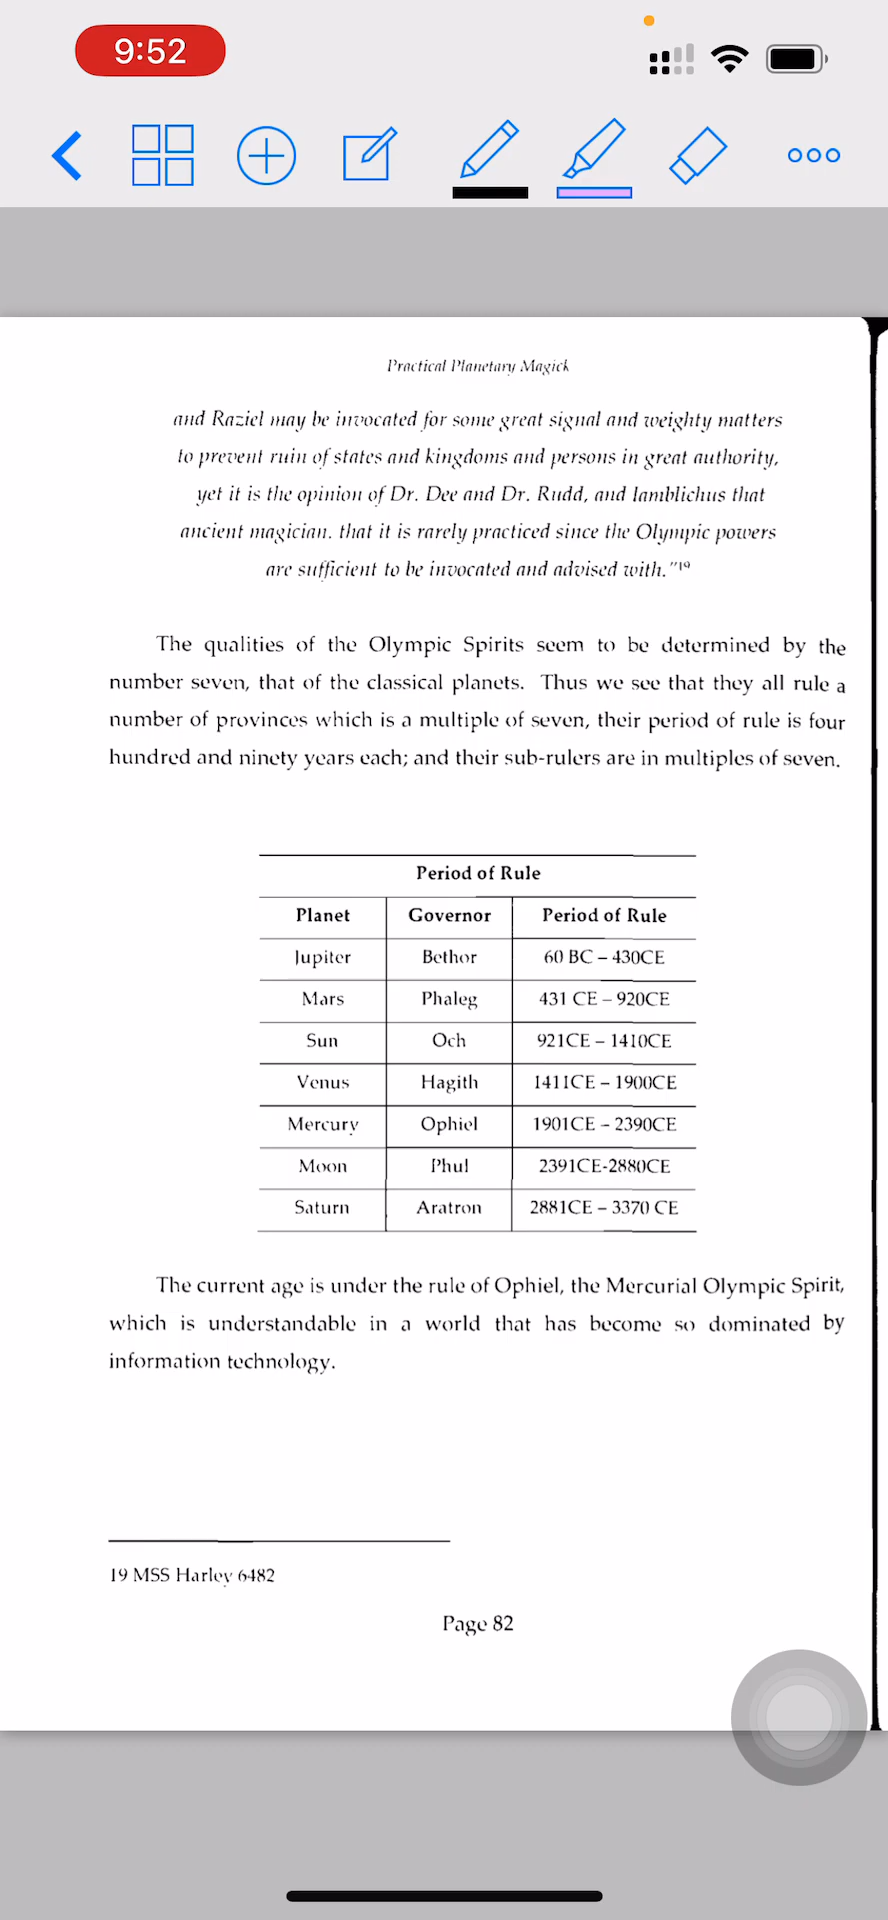 9:52
Practical Planetary Magick
and Raziel may be invocated for some great signal and weighty matters
to prevent ruin of states and kingdoms and persons in great authority,
yet it is the opinion of Dr. Dee and Dr. Rudd, and Iamblichus that
ancient magician. that it is rarely practiced since the Olympic powers
are sufficient to be invocated and advised with."19
The qualities of the Olympic Spirits seem to be determined by the
number seven, that of the classical planets. Thus we see that they all rule a
number of provinces which is a multiple of seven, their period of rule is four
hundred and ninety years each; and their sub-rulers are in multiples of seven.
Period of Rule
Planet Governor Period of Rule
Jupiter Bethor 60 BC – 430CE
Mars Phaleg 431 CE – 920CE
Sun Och 921CE – 1410CE
Venus Hagith 1411CE – 1900CE
Mercury Ophiel 1901CE – 2390CE
Moon Phul 2391CE-2880CE
Saturn Aratron 2881CE – 3370 CE
The current age is under the rule of Ophiel, the Mercurial Olympic Spirit,
which is understandable in a world that has become so dominated by
information technology.
19 MSS Harley 6482
Page 82